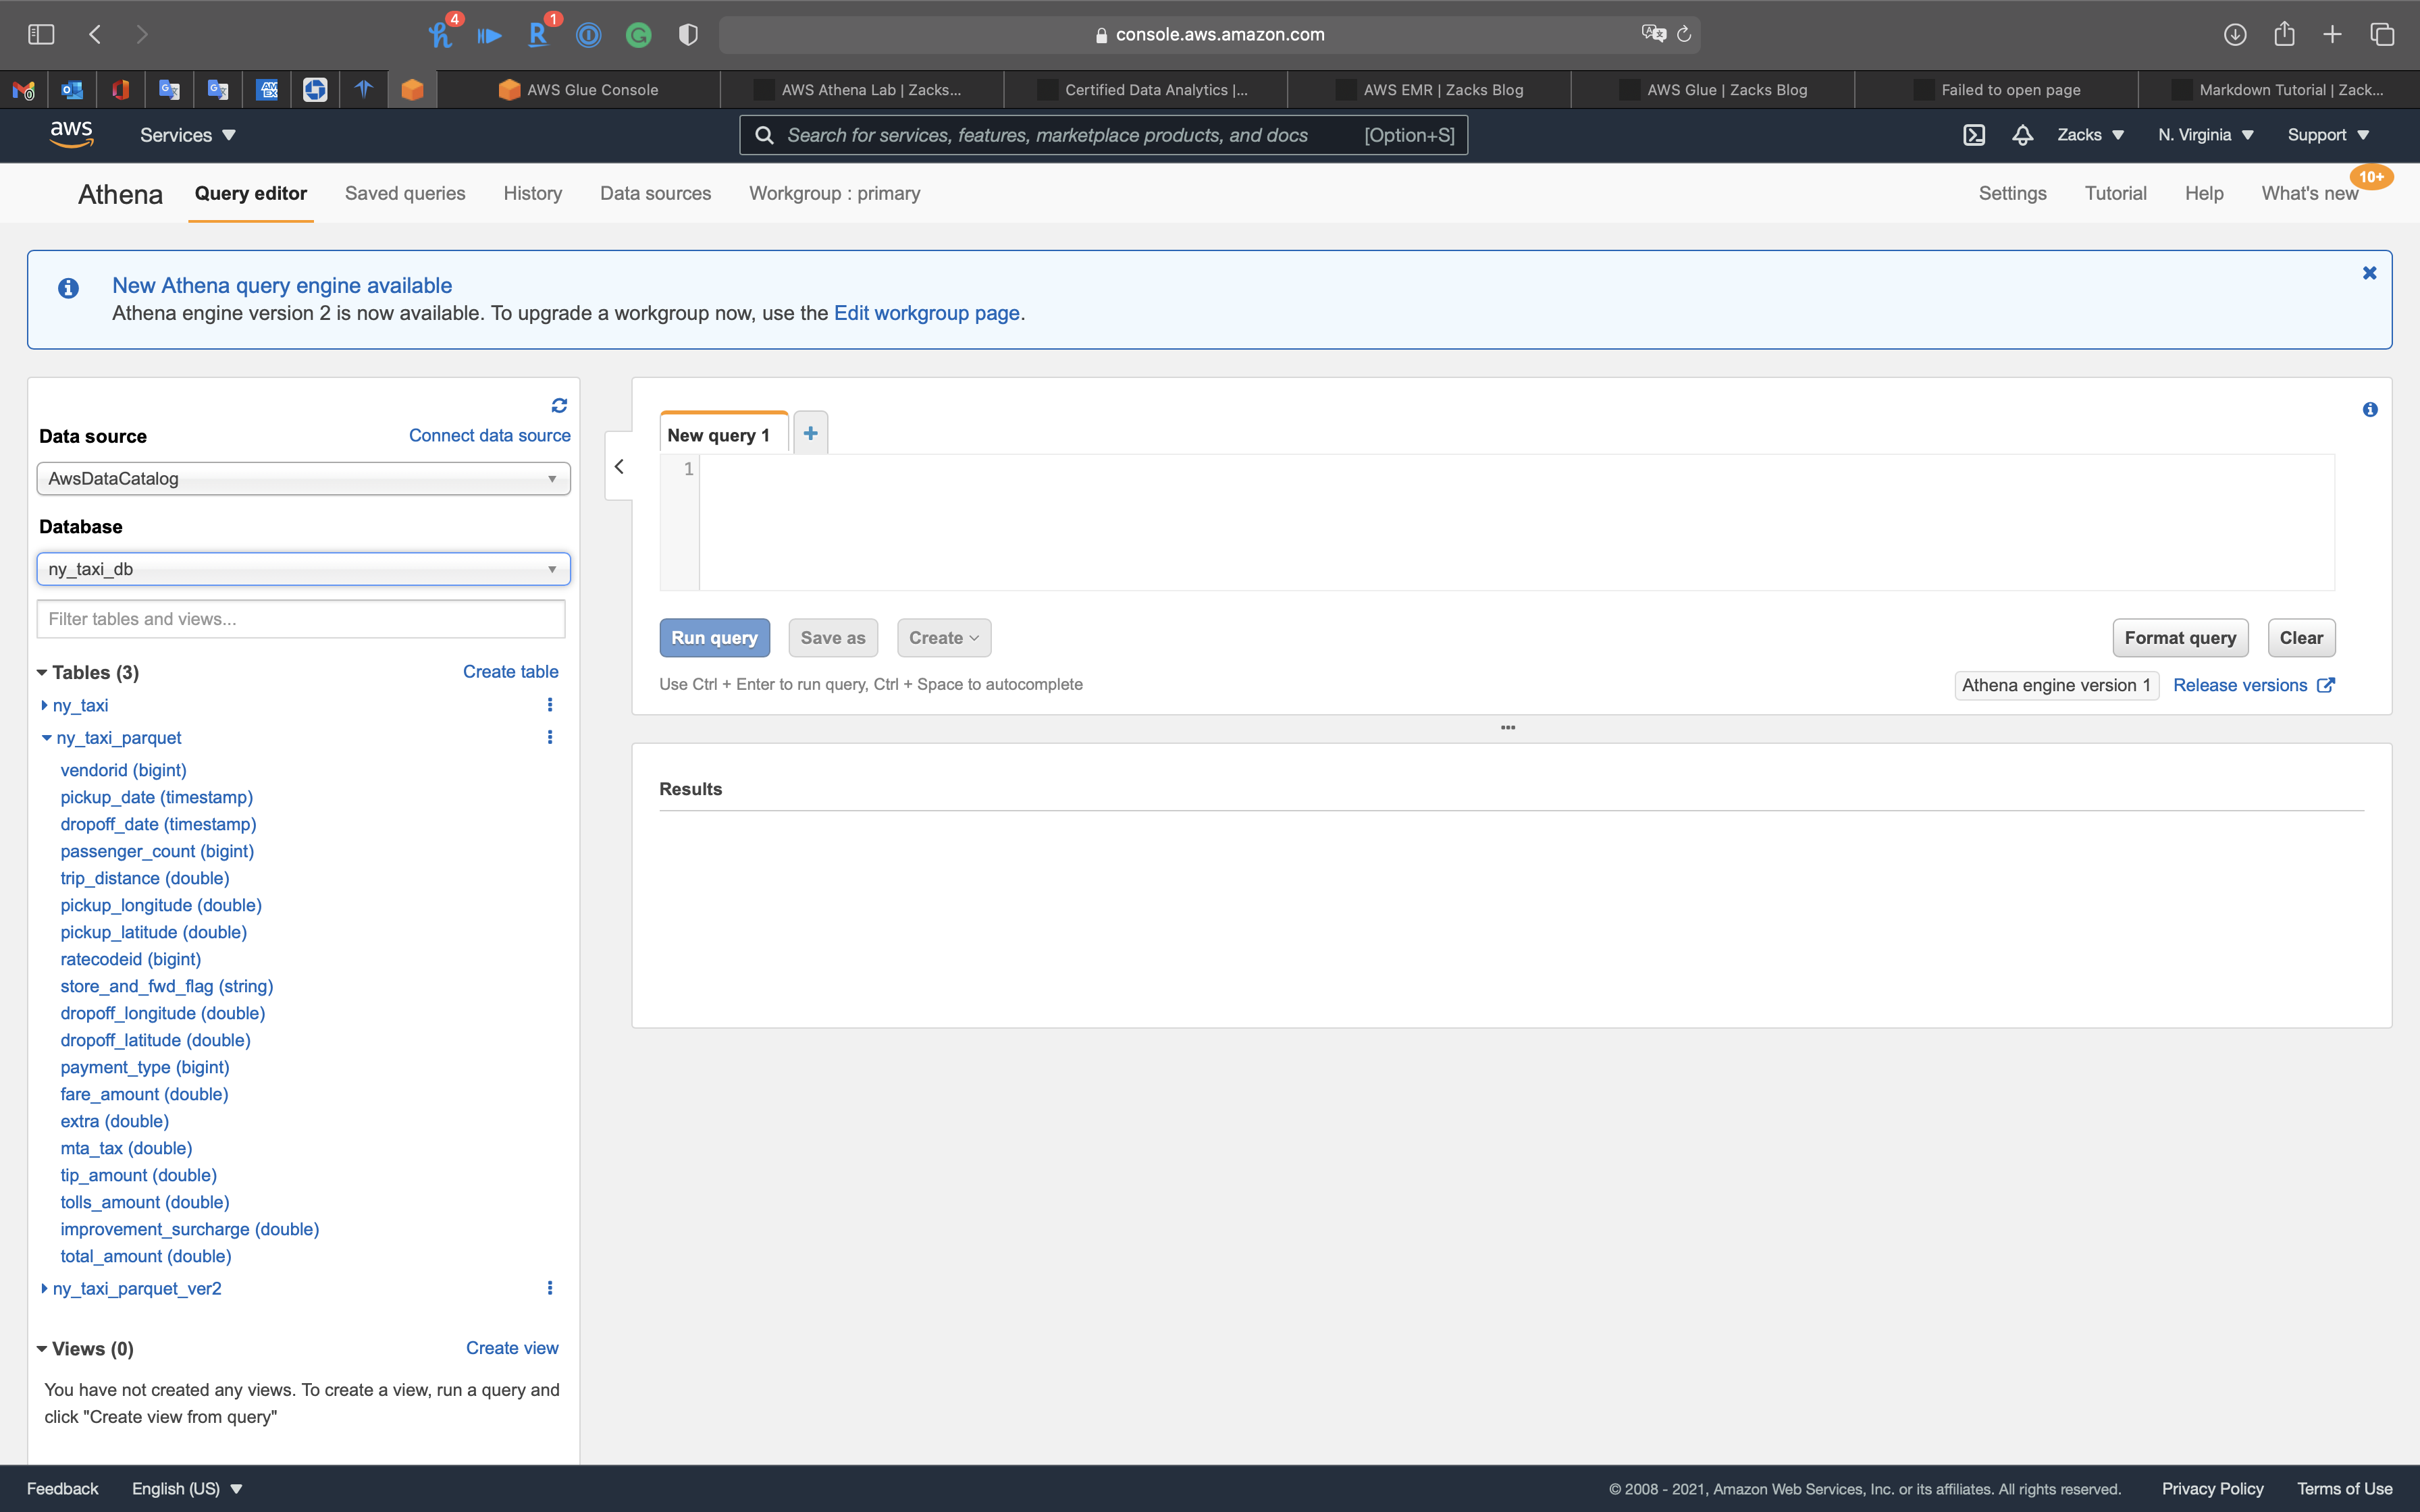 4
1
console.aws.amazon.com
AWS Glue Console
AWS Athena Lab | Zacks...
Certified Data Analytics |...
AWS EMR | Zacks Blog
AWS Glue | Zacks Blog
Failed to open page
Markdown Tutorial | Zack...
aws
Services
Search for services, features, marketplace products, and docs [Option+S]
Zacks
N. Virginia
Support
Athena
Query editor
Saved queries
History
Data sources
Workgroup : primary
Settings
Tutorial
Help
What's new
10+
New Athena query engine available
Athena engine version 2 is now available. To upgrade a workgroup now, use the Edit workgroup page.
Data source
Connect data source
AwsDataCatalog
Database
ny_taxi_db
Filter tables and views...
Tables (3)
Create table
ny_taxi
ny_taxi_parquet
vendorid (bigint)
pickup_date (timestamp)
dropoff_date (timestamp)
passenger_count (bigint)
trip_distance (double)
pickup_longitude (double)
pickup_latitude (double)
ratecodeid (bigint)
store_and_fwd_flag (string)
dropoff_longitude (double)
dropoff_latitude (double)
payment_type (bigint)
fare_amount (double)
extra (double)
mta_tax (double)
tip_amount (double)
tolls_amount (double)
improvement_surcharge (double)
total_amount (double)
ny_taxi_parquet_ver2
Views (0)
Create view
You have not created any views. To create a view, run a query and
click "Create view from query"
New query 1
1
Run query
Save as
Create
Format query
Clear
Use Ctrl + Enter to run query, Ctrl + Space to autocomplete
Athena engine version 1
Release versions
Results
Feedback
English (US)
© 2008 - 2021, Amazon Web Services, Inc. or its affiliates. All rights reserved.
Privacy Policy
Terms of Use